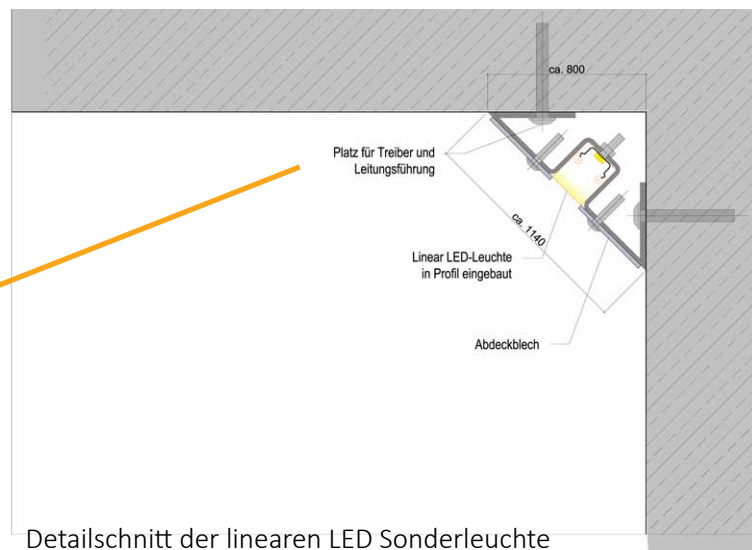 ca. 800
Platz für Treiber und
Leitungsführung
ca. 1140
Linear LED-Leuchte
in Profil eingebaut
Abdeckblech
Detailschnitt der linearen LED Sonderleuchte